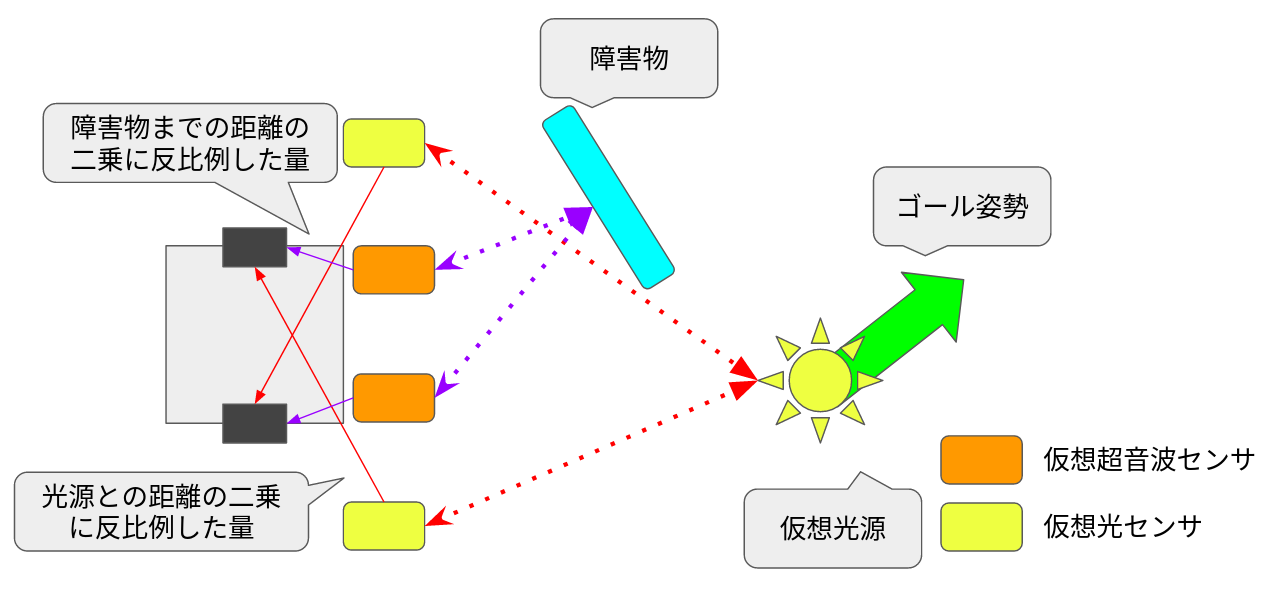 障害物
障害物までの距離の
二乗に反比例した量
ゴール姿勢
光源との距離の二乗
に反比例した量
仮想光源
仮想超音波センサ
仮想光センサ